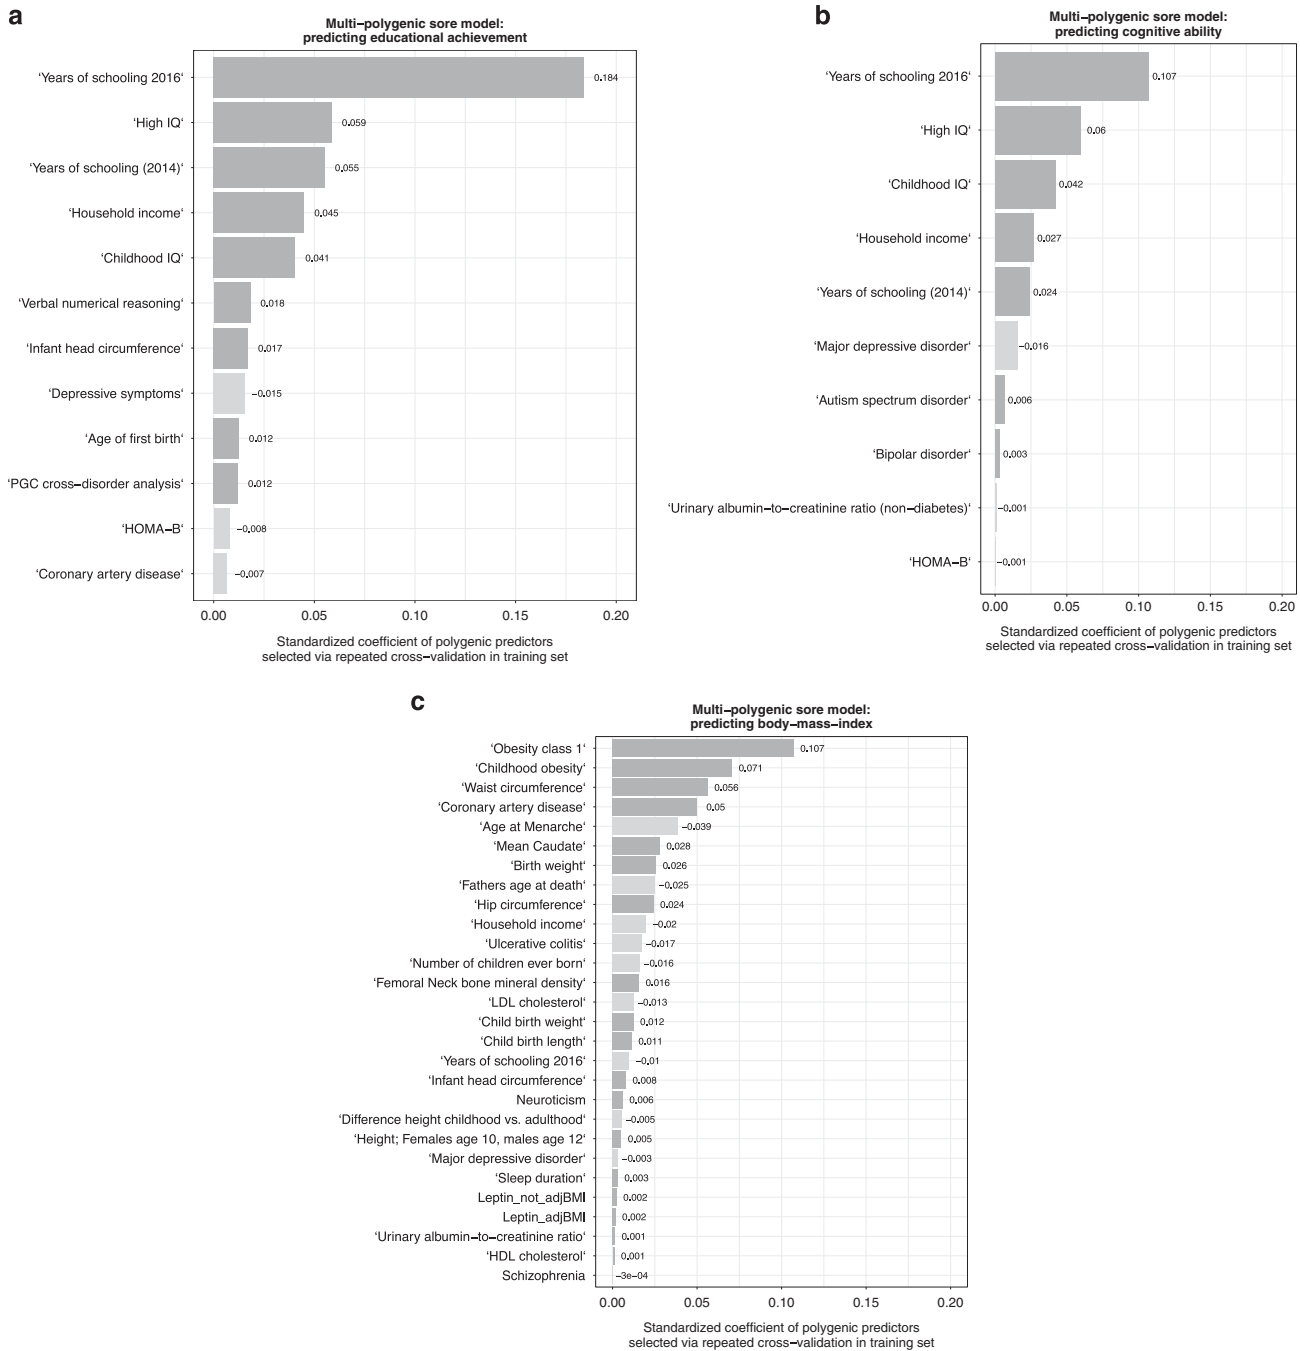 a
Multi−polygenic sore model:
predicting educational achievement
‘Years of schooling 2016‘ 0.184
‘High IQ‘ 0.059
‘Years of schooling (2014)‘ 0.055
‘Household income‘ 0.045
‘Childhood IQ‘ 0.041
‘Verbal numerical reasoning‘ 0.018
‘Infant head circumference‘ 0.017
‘Depressive symptoms‘ −0.015
‘Age of first birth‘ 0.012
‘PGC cross−disorder analysis‘ 0.012
‘HOMA−B‘ −0.008
‘Coronary artery disease‘ −0.007
0.00 0.05 0.10 0.15 0.20
Standardized coefficient of polygenic predictors
selected via repeated cross−validation in training set
b
Multi−polygenic sore model:
predicting cognitive ability
‘Years of schooling 2016‘ 0.107
‘High IQ‘ 0.06
‘Childhood IQ‘ 0.042
‘Household income‘ 0.027
‘Years of schooling (2014)‘ 0.024
‘Major depressive disorder‘ −0.016
‘Autism spectrum disorder‘ 0.006
‘Bipolar disorder‘ 0.003
‘Urinary albumin−to−creatinine ratio (non−diabetes)‘ −0.001
‘HOMA−B‘ −0.001
0.00 0.05 0.10 0.15 0.20
Standardized coefficient of polygenic predictors
selected via repeated cross−validation in training set
c
Multi−polygenic sore model:
predicting body−mass−index
‘Obesity class 1‘ 0.107
‘Childhood obesity‘ 0.071
‘Waist circumference‘ 0.056
‘Coronary artery disease‘ 0.05
‘Age at Menarche‘ −0.039
‘Mean Caudate‘ 0.028
‘Birth weight‘ 0.026
‘Fathers age at death‘ −0.025
‘Hip circumference‘ 0.024
‘Household income‘ −0.02
‘Ulcerative colitis‘ −0.017
‘Number of children ever born‘ −0.016
‘Femoral Neck bone mineral density‘ 0.016
‘LDL cholesterol‘ −0.013
‘Child birth weight‘ 0.012
‘Child birth length‘ 0.011
‘Years of schooling 2016‘ −0.01
‘Infant head circumference‘ 0.008
Neuroticism 0.006
‘Difference height childhood vs. adulthood‘ −0.005
‘Height; Females age 10, males age 12‘ 0.005
‘Major depressive disorder‘ −0.003
‘Sleep duration‘ 0.003
Leptin_not_adjBMI 0.002
Leptin_adjBMI 0.002
‘Urinary albumin−to−creatinine ratio‘ 0.001
‘HDL cholesterol‘ 0.001
Schizophrenia −3e−04
0.00 0.05 0.10 0.15 0.20
Standardized coefficient of polygenic predictors
selected via repeated cross−validation in training set